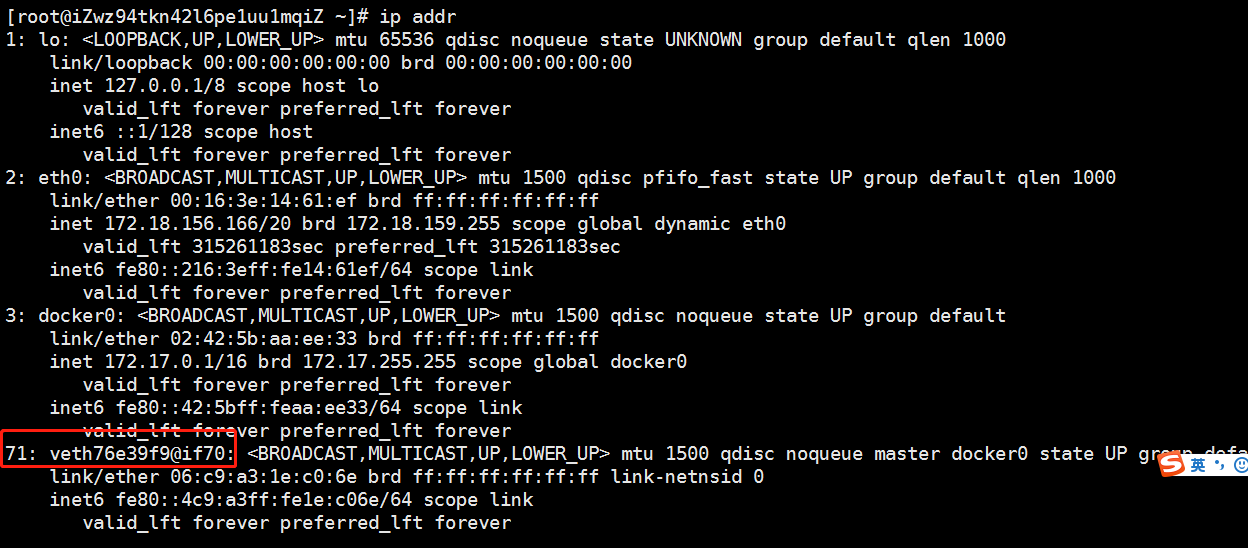 [root@iZwz94tkn42l6pe1uu1mqiZ ~]# ip addr
1: lo: <LOOPBACK,UP,LOWER_UP> mtu 65536 qdisc noqueue state UNKNOWN group default qlen 1000
    link/loopback 00:00:00:00:00:00 brd 00:00:00:00:00:00
    inet 127.0.0.1/8 scope host lo
       valid_lft forever preferred_lft forever
    inet6 ::1/128 scope host
       valid_lft forever preferred_lft forever
2: eth0: <BROADCAST,MULTICAST,UP,LOWER_UP> mtu 1500 qdisc pfifo_fast state UP group default qlen 1000
    link/ether 00:16:3e:14:61:ef brd ff:ff:ff:ff:ff:ff
    inet 172.18.156.166/20 brd 172.18.159.255 scope global dynamic eth0
       valid_lft 315261183sec preferred_lft 315261183sec
    inet6 fe80::216:3eff:fe14:61ef/64 scope link
       valid_lft forever preferred_lft forever
3: docker0: <BROADCAST,MULTICAST,UP,LOWER_UP> mtu 1500 qdisc noqueue state UP group default
    link/ether 02:42:5b:aa:ee:33 brd ff:ff:ff:ff:ff:ff
    inet 172.17.0.1/16 brd 172.17.255.255 scope global docker0
       valid_lft forever preferred_lft forever
    inet6 fe80::42:5bff:feaa:ee33/64 scope link
       valid_lft forever preferred_lft forever
71: veth76e39f9@if70: <BROADCAST,MULTICAST,UP,LOWER_UP> mtu 1500 qdisc noqueue master docker0 state UP group
    link/ether 06:c9:a3:1e:c0:6e brd ff:ff:ff:ff:ff:ff link-netnsid 0
    inet6 fe80::4c9:a3ff:fe1e:c06e/64 scope link
       valid_lft forever preferred_lft forever
S 英